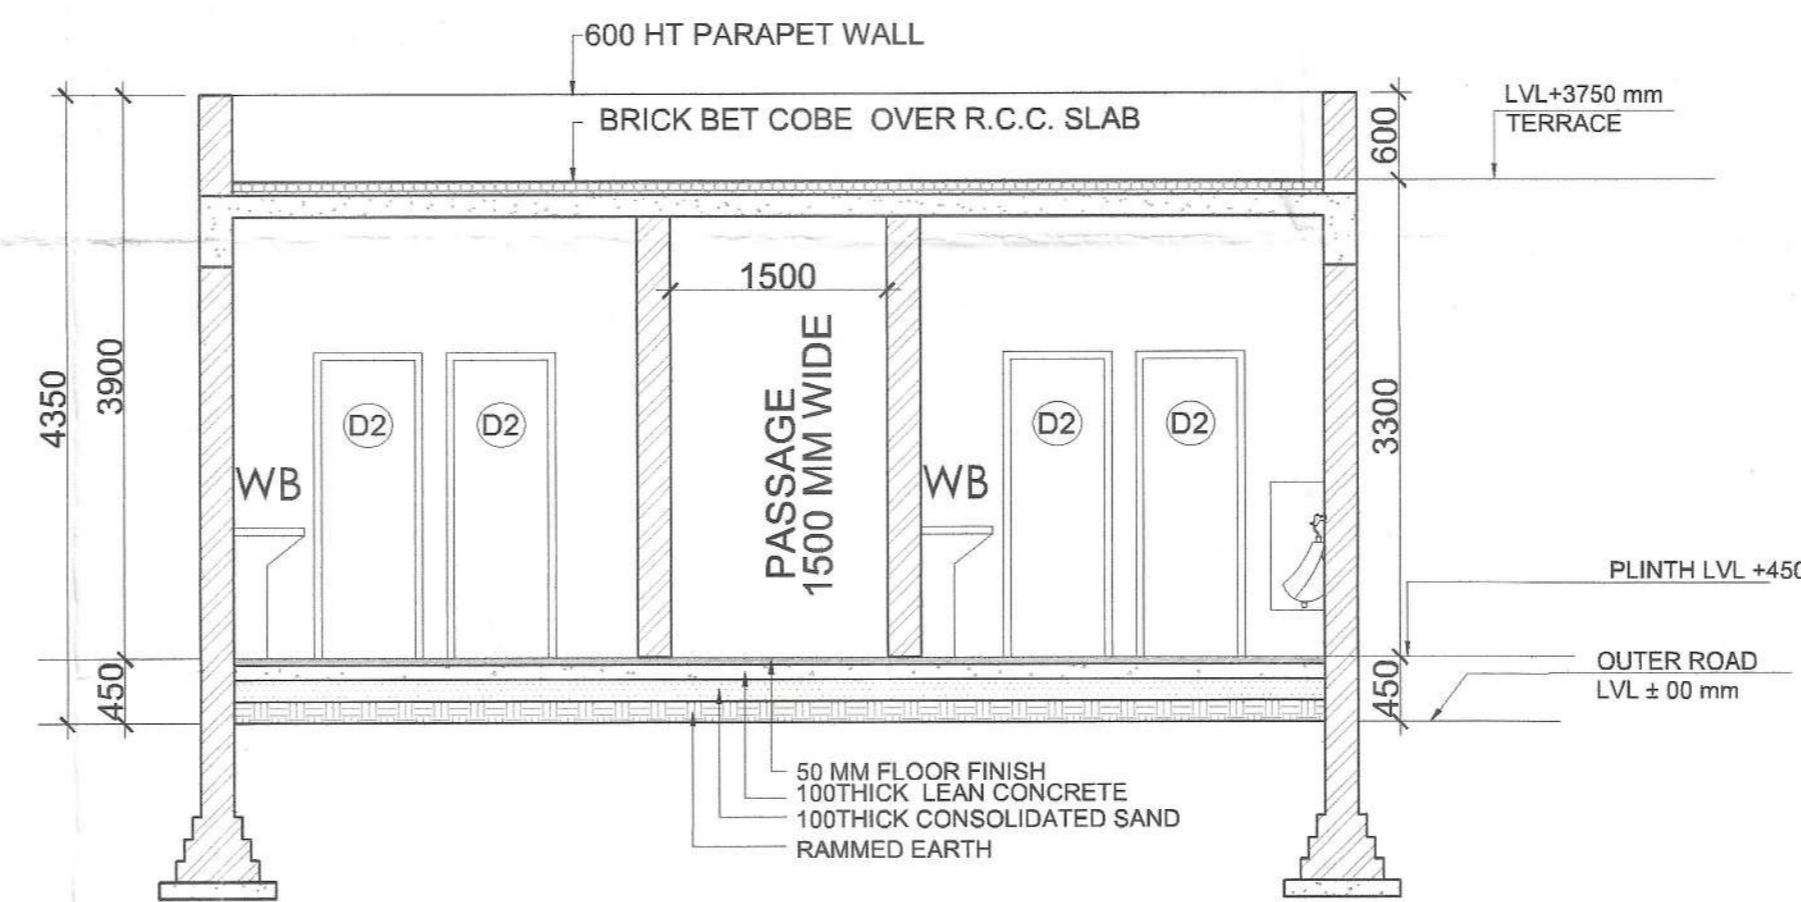 600 HT PARAPET WALL
BRICK BET COBE OVER R.C.C. SLAB
LVL+3750 mm
TERRACE
600
1500
4350
3900
3300
D2
D2
D2
D2
WB
WB
PASSAGE
1500 MM WIDE
PLINTH LVL +450
OUTER ROAD
LVL ± 00 mm
450
450
50 MM FLOOR FINISH
100THICK LEAN CONCRETE
100THICK CONSOLIDATED SAND
RAMMED EARTH